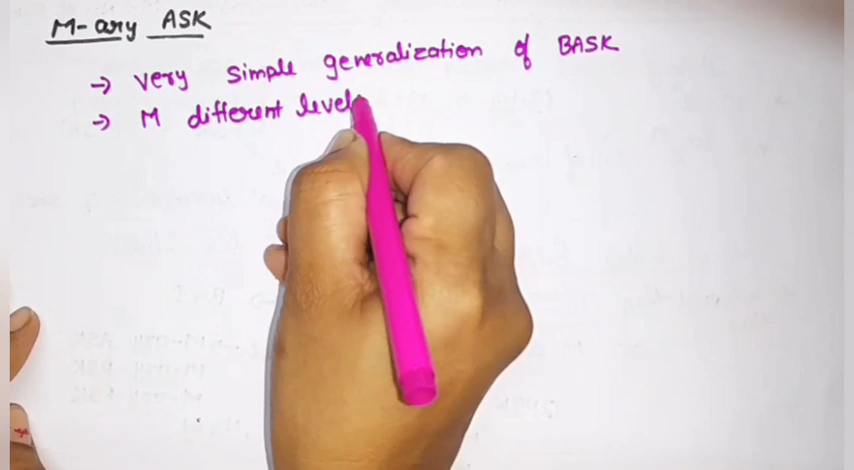 M-ary ASK
→ very simple generalization of BASK
→ M different level